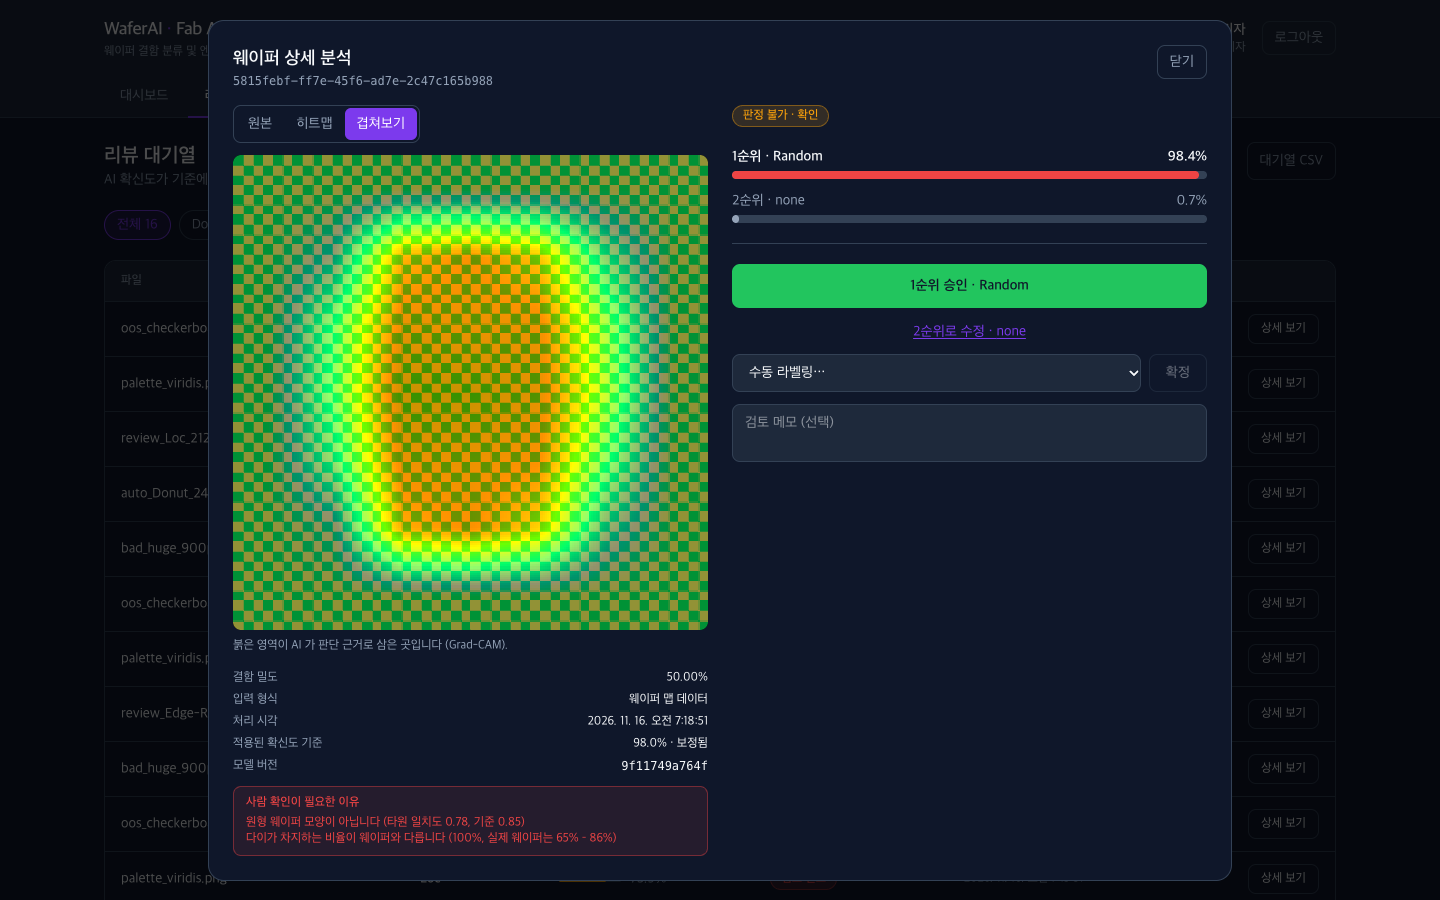 WaferAI · Fab A
웨이퍼 결함 분류 및 엔
로그아웃
대시보드
리뷰 대기열
AI 확신도가 기준에
대기열 CSV
전체 16
Do
파일
oos_checkerbo
상세 보기
palette_viridis.p
상세 보기
review_Loc_212
상세 보기
auto_Donut_24
상세 보기
bad_huge_900
상세 보기
oos_checkerbo
상세 보기
palette_viridis.p
상세 보기
review_Edge-R
상세 보기
bad_huge_900
상세 보기
oos_checkerbo
상세 보기
palette_viridis.png
상세 보기
웨이퍼 상세 분석
5815febf-ff7e-45f6-ad7e-2c47c165b988
닫기
원본
히트맵
겹쳐보기
붉은 영역이 AI 가 판단 근거로 삼은 곳입니다 (Grad-CAM).
결함 밀도 50.00%
입력 형식 웨이퍼 맵 데이터
처리 시각 2026. 11. 16. 오전 7:18:51
적용된 확신도 기준 98.0% · 보정됨
모델 버전 9f11749a764f
사람 확인이 필요한 이유
원형 웨이퍼 모양이 아닙니다 (타원 일치도 0.78, 기준 0.85)
다이가 차지하는 비율이 웨이퍼와 다릅니다 (100%, 실제 웨이퍼는 65% - 86%)
판정 불가 · 확인
1순위 · Random 98.4%
2순위 · none 0.7%
1순위 승인 · Random
2순위로 수정 · none
수동 라벨링…
확정
검토 메모 (선택)